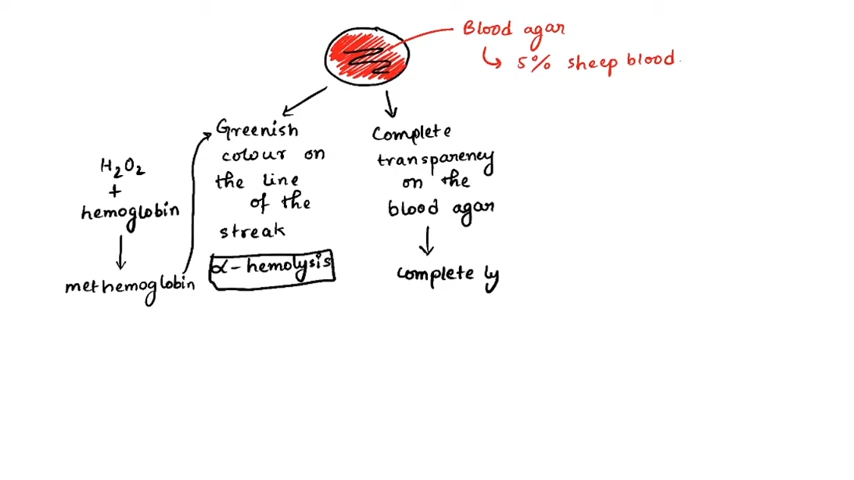 Blood agar
↳ 5% sheep blood.
Greenish
colour on
the line
of the
streak
α-hemolysis
H2O2
+
hemoglobin
methemoglobin
Complete
transparency
on the
blood agar
complete ly